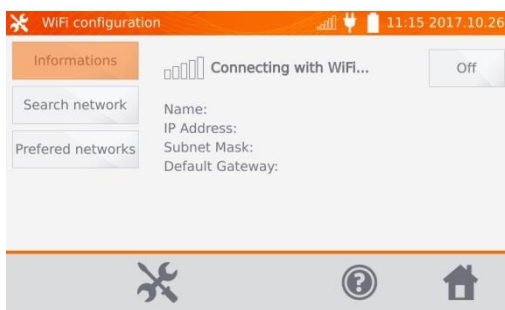 WiFi configuration 11:15 2017.10.26
Informations
Connecting with WiFi...
Off
Search network
Prefered networks
Name:
IP Address:
Subnet Mask:
Default Gateway: